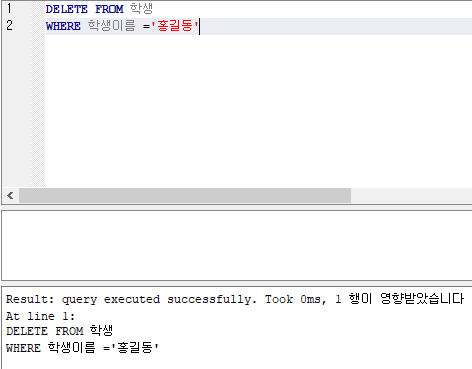 1 DELETE FROM 학생
2 WHERE 학생이름 ='홍길동'
Result: query executed successfully. Took 0ms, 1 행이 영향받았습니다
At line 1:
DELETE FROM 학생
WHERE 학생이름 ='홍길동'